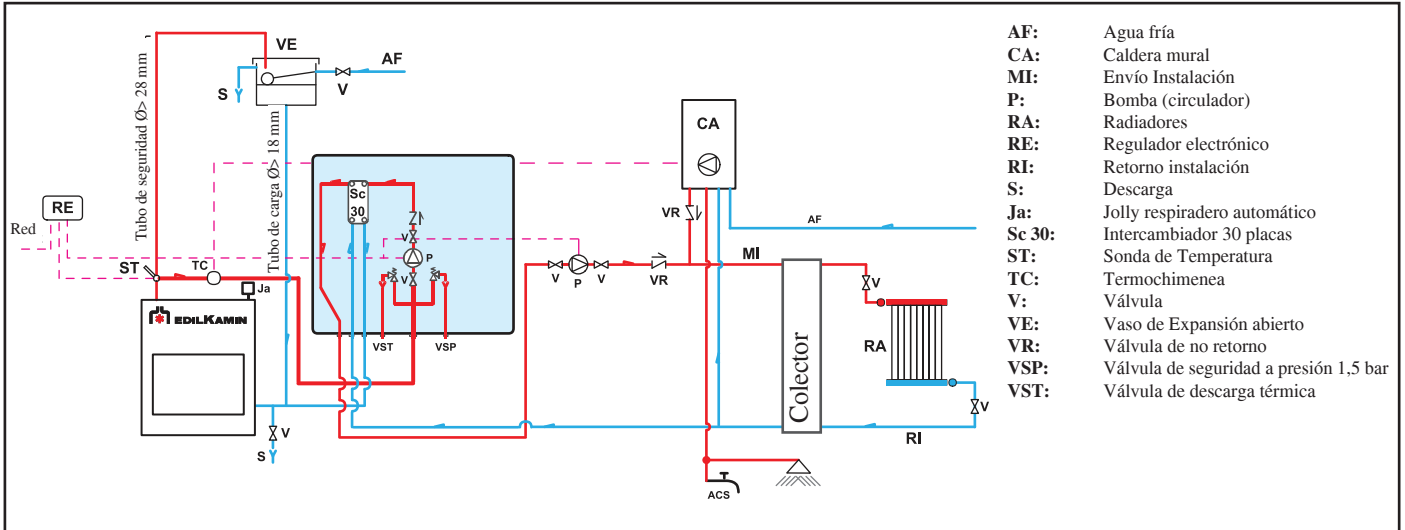 VE
AF
V
S
Tubo de seguridad Ø> 28 mm
Tubo de carga Ø> 18 mm
RE
Red
ST
TC
Ja
EDILKAMIN
V
S
Sc
30
V
P
V
VST
VSP
CA
VR
AF
MI
V
P
V
VR
Colector
V
RA
V
RI
ACS
AF: Agua fría
CA: Caldera mural
MI: Envío Instalación
P: Bomba (circulador)
RA: Radiadores
RE: Regulador electrónico
RI: Retorno instalación
S: Descarga
Ja: Jolly respiradero automático
Sc 30: Intercambiador 30 placas
ST: Sonda de Temperatura
TC: Termochimenea
V: Válvula
VE: Vaso de Expansión abierto
VR: Válvula de no retorno
VSP: Válvula de seguridad a presión 1,5 bar
VST: Válvula de descarga térmica